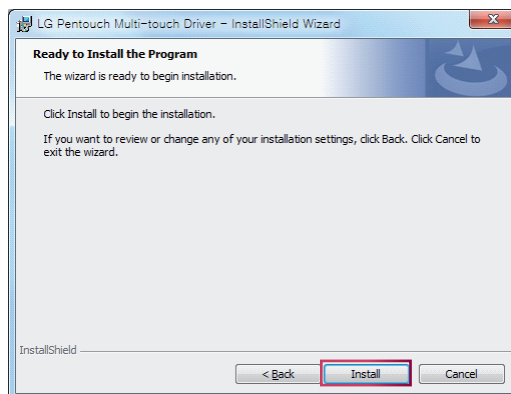 LG Pentouch Multi-touch Driver - InstallShield Wizard
Ready to Install the Program
The wizard is ready to begin installation.
Click Install to begin the installation.
If you want to review or change any of your installation settings, click Back. Click Cancel to
exit the wizard.
InstallShield
< Back
Install
Cancel